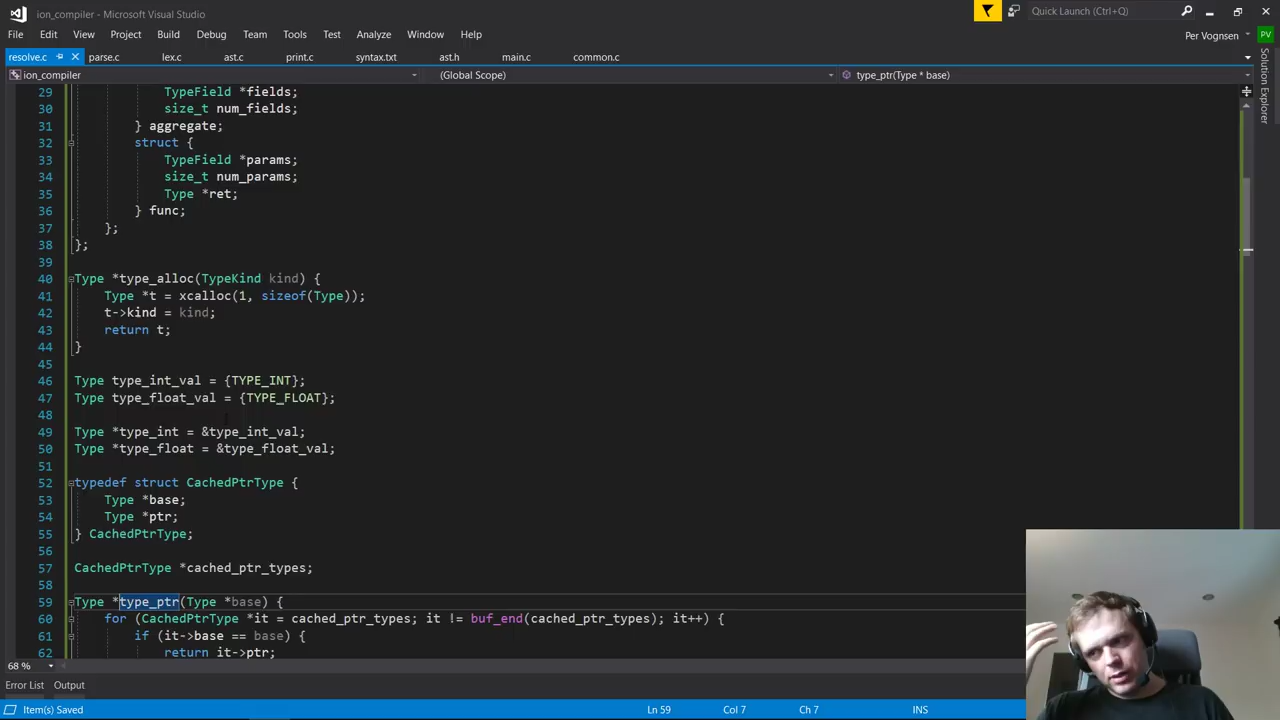 ion_compiler - Microsoft Visual Studio
Quick Launch (Ctrl+Q)
File Edit View Project Build Debug Team Tools Test Analyze Window Help
Per Vognsen PV
resolve.c parse.c lex.c ast.c print.c syntax.txt ast.h main.c common.c
ion_compiler (Global Scope) type_ptr(Type * base)
Solution Explorer
29 TypeField *fields;
30 size_t num_fields;
31 } aggregate;
32 struct {
33 TypeField *params;
34 size_t num_params;
35 Type *ret;
36 } func;
37 };
38 };
39
40 Type *type_alloc(TypeKind kind) {
41 Type *t = xcalloc(1, sizeof(Type));
42 t->kind = kind;
43 return t;
44 }
45
46 Type type_int_val = {TYPE_INT};
47 Type type_float_val = {TYPE_FLOAT};
48
49 Type *type_int = &type_int_val;
50 Type *type_float = &type_float_val;
51
52 typedef struct CachedPtrType {
53 Type *base;
54 Type *ptr;
55 } CachedPtrType;
56
57 CachedPtrType *cached_ptr_types;
58
59 Type *type_ptr(Type *base) {
60 for (CachedPtrType *it = cached_ptr_types; it != buf_end(cached_ptr_types); it++) {
61 if (it->base == base) {
62 return it->ptr;
68 %
Error List Output
Item(s) Saved Ln 59 Col 7 Ch 7 INS